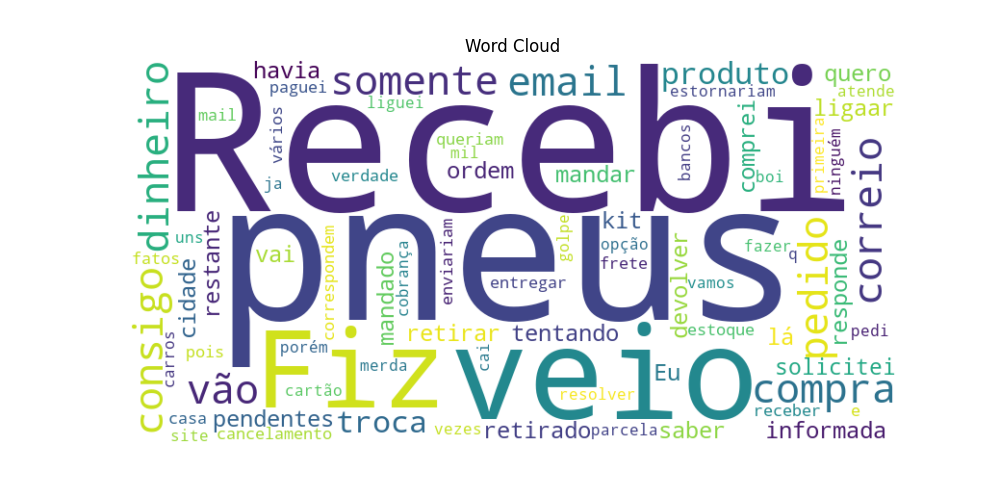 Word Cloud
Recebi
pneus
Fiz
veio
havia
paguei
somente
email
produto
estornariam
quero
atende
ligaar
liguei
mail
vários
ja
verdade
queriam
mil
ordem
mandar
bancos
comprei
boi
primeira
ninguém
dinheiro
correio
consigo
fatos
uns
cidade
restante
vai
correspondem
mandado
cobrança
enviariam
entregar
golpe
kit
opção
frete
devolver
vamos
fazer
q
pedido
responde
carros
pois
porém
retirar
tentando
estoque
lá
pedi
vão
cartão
merda
cai
resolver
Eu
solicitei
compra
casa
pendentes
troca
site
cancelamento
vezes
retirado
parcela
saber
receber
e
informada